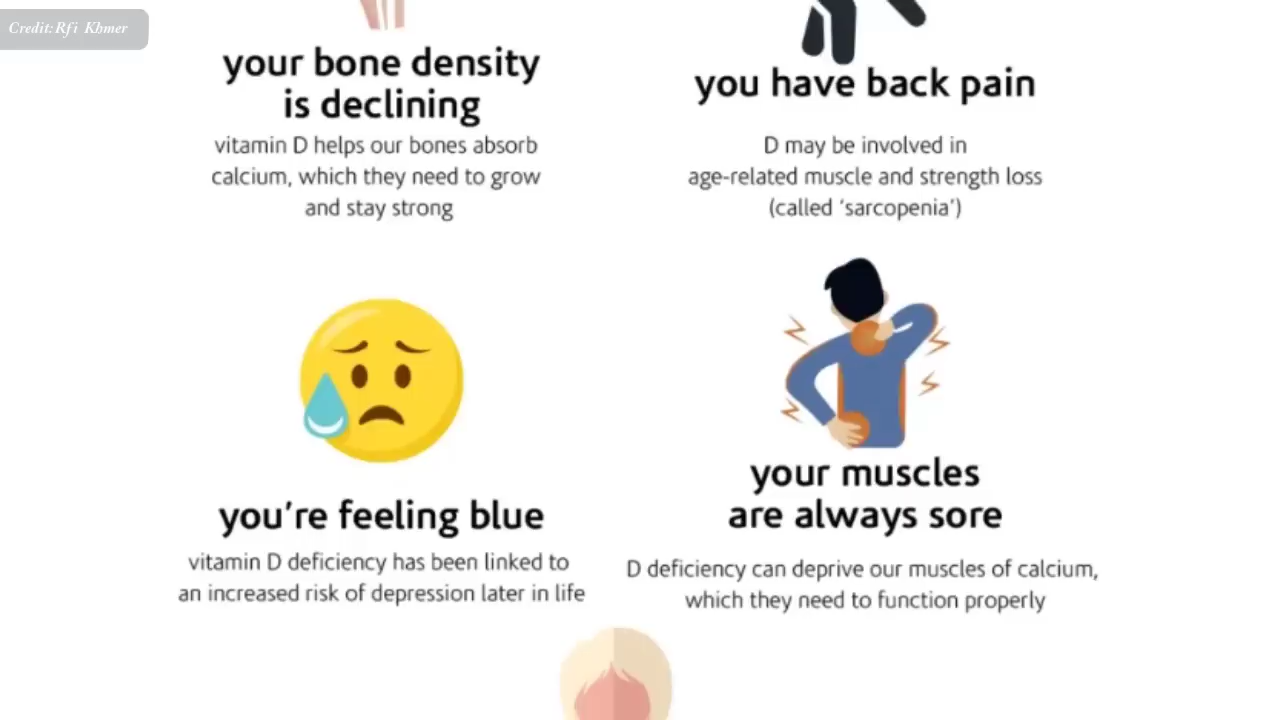 Credit:Rfi Khmer
your bone density
is declining
vitamin D helps our bones absorb
calcium, which they need to grow
and stay strong
you have back pain
D may be involved in
age-related muscle and strength loss
(called ‘sarcopenia’)
you’re feeling blue
vitamin D deficiency has been linked to
an increased risk of depression later in life
your muscles
are always sore
D deficiency can deprive our muscles of calcium,
which they need to function properly